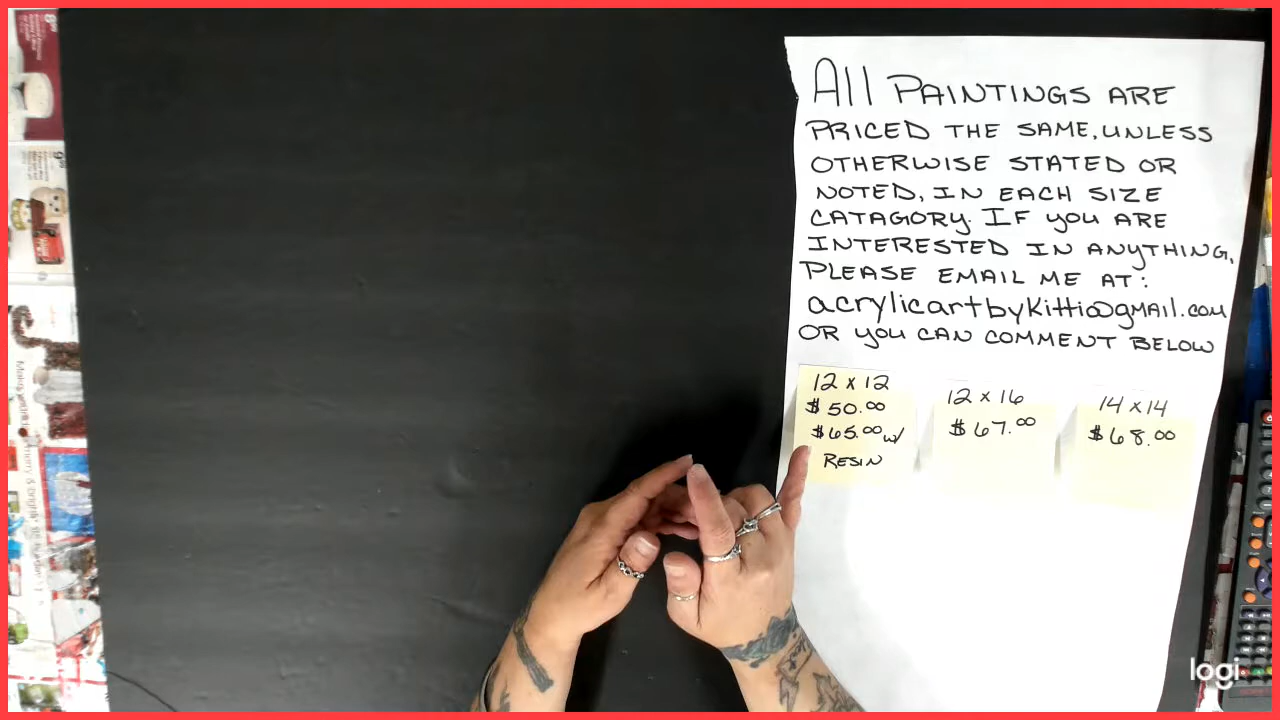 All PAINTINGS ARE
PRICED THE SAME, UNLESS
OTHERWISE STATED OR
NOTED, IN EACH SIZE
CATAGORY. IF you ARE
INTERESTED IN ANYTHING,
PLEASE EMAIL ME AT:
acrylicartbyKitti@gMAIL.com
OR you CAN COMMENT BELOW
12 x 12
$50.00
$65.00 w/
RESIN
12 x 16
$67.00
14 x 14
$68.00
logi